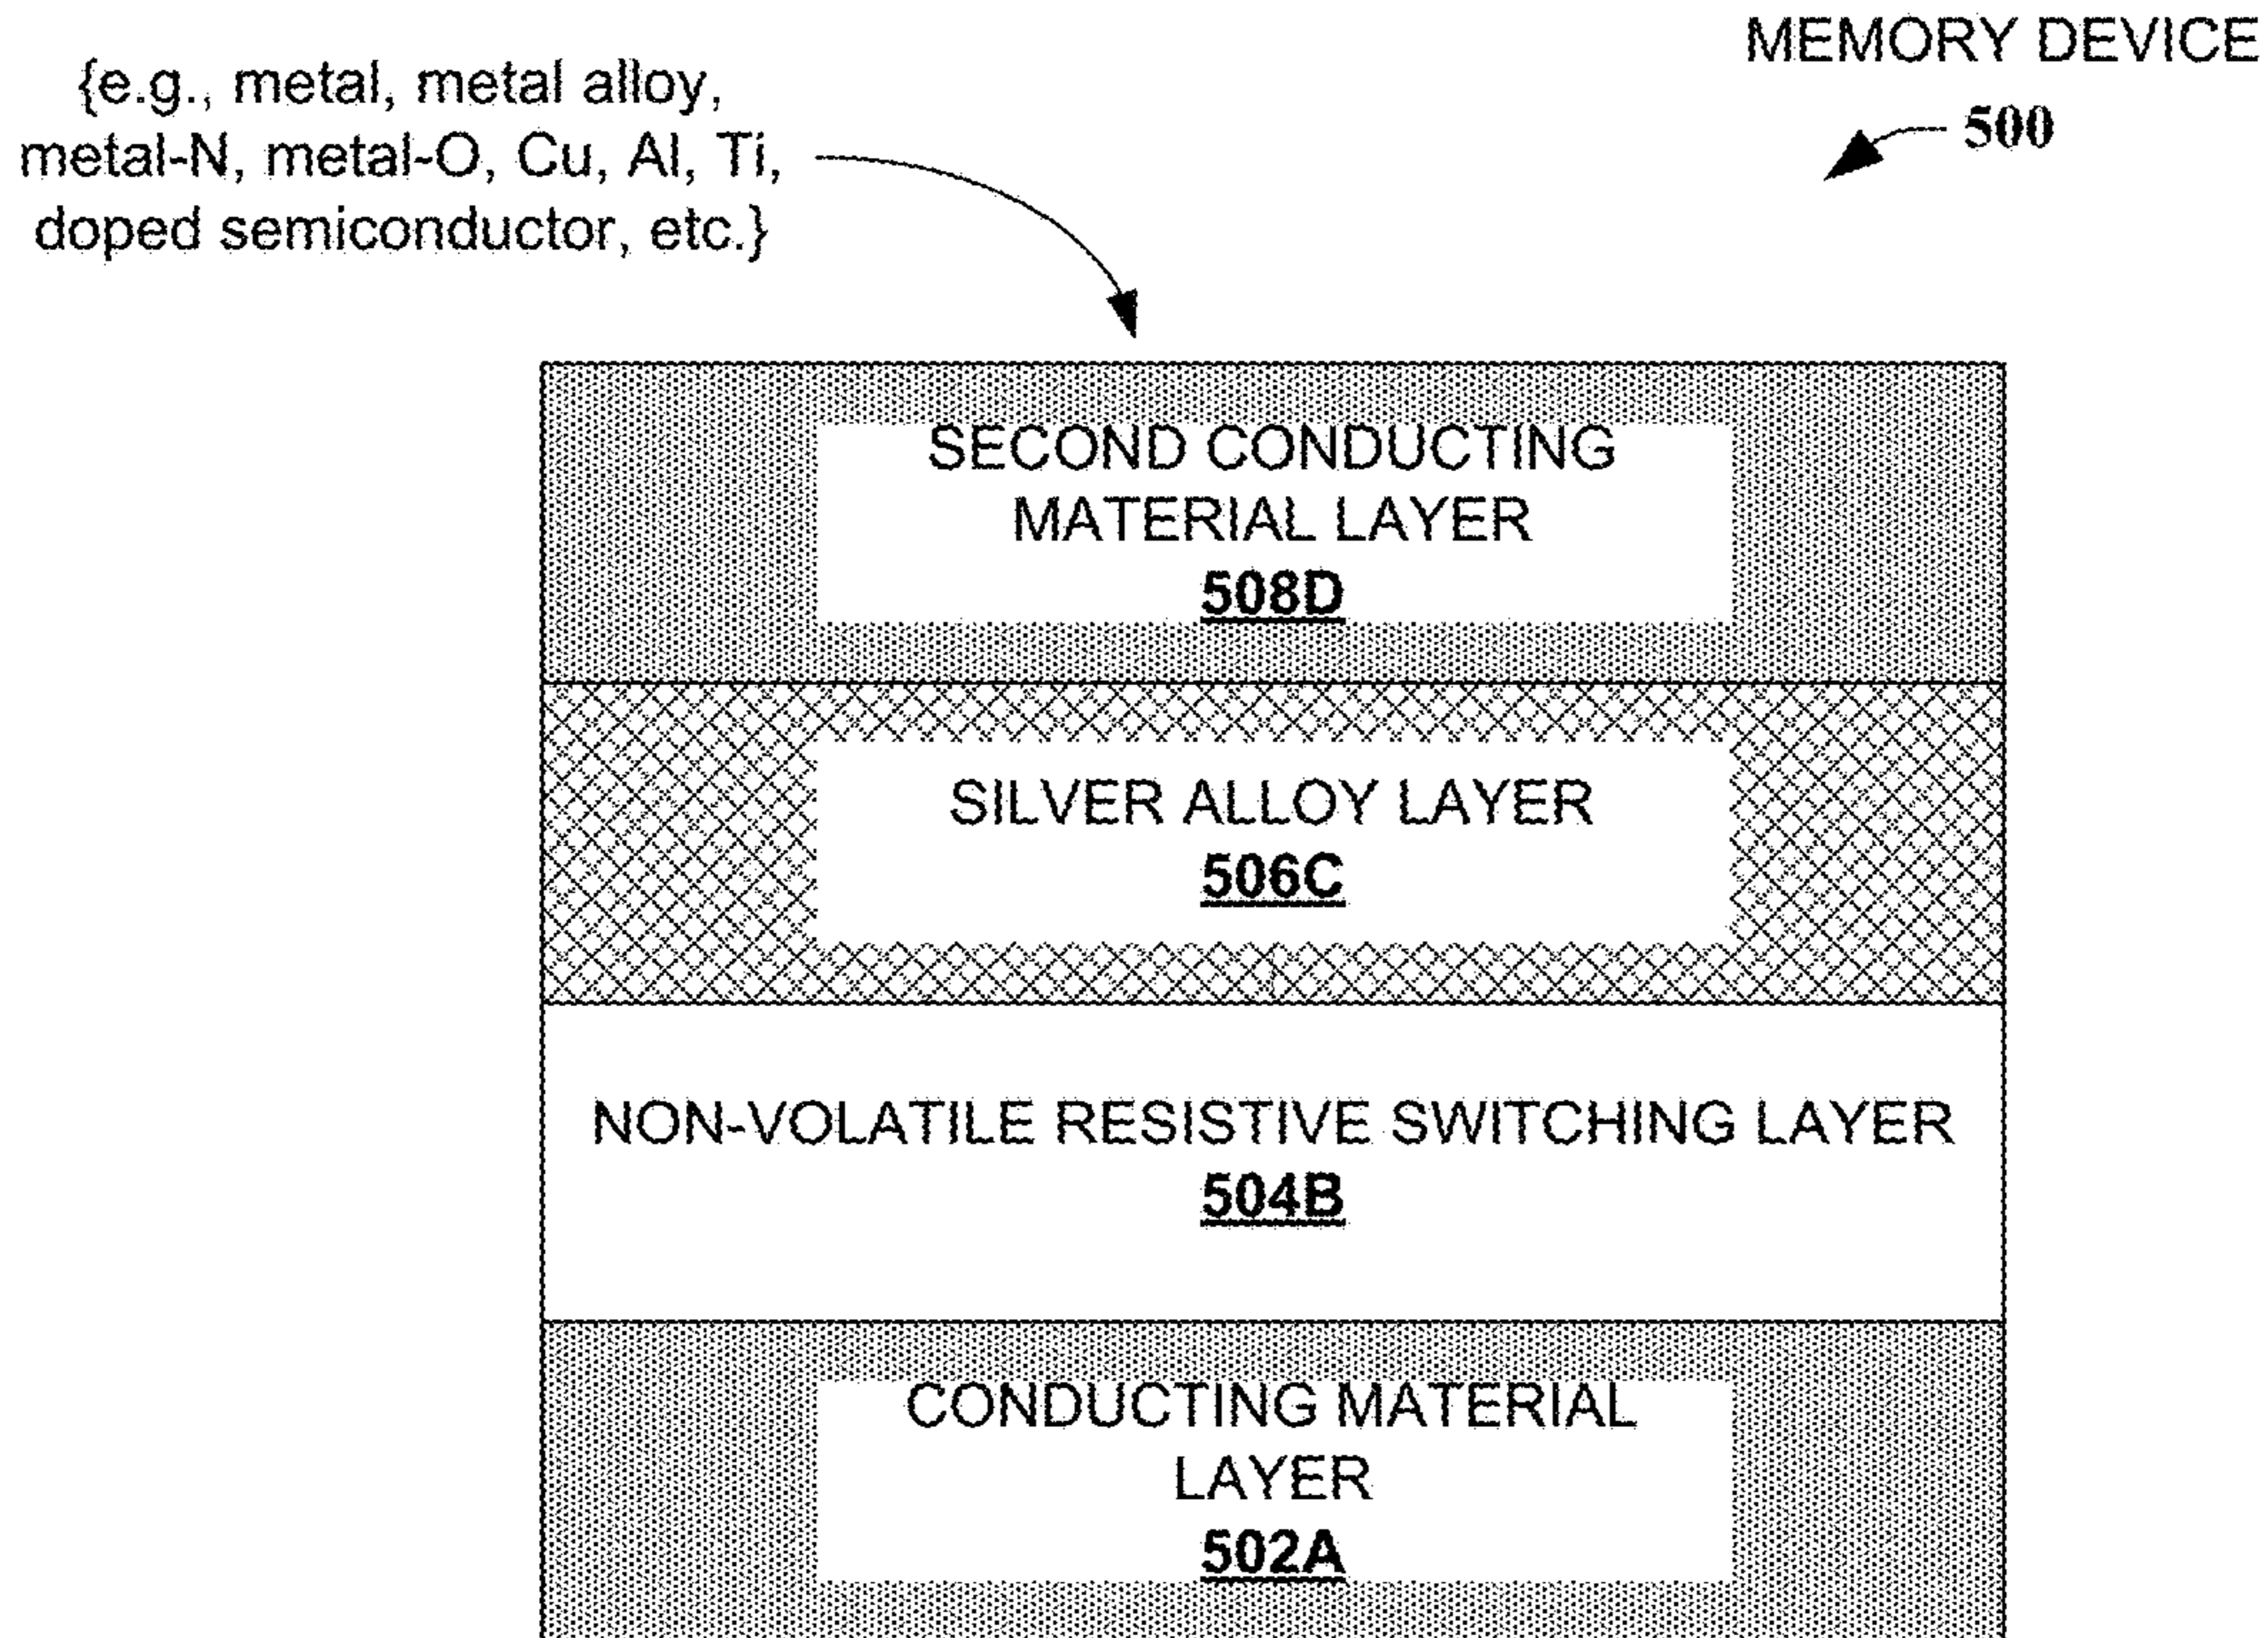 MEMORY DEVICE
500
{e.g., metal, metal alloy,
metal-N, metal-O, Cu, Al, Ti,
doped semiconductor, etc.}
SECOND CONDUCTING
MATERIAL LAYER
508D
SILVER ALLOY LAYER
506C
NON-VOLATILE RESISTIVE SWITCHING LAYER
504B
CONDUCTING MATERIAL
LAYER
502A